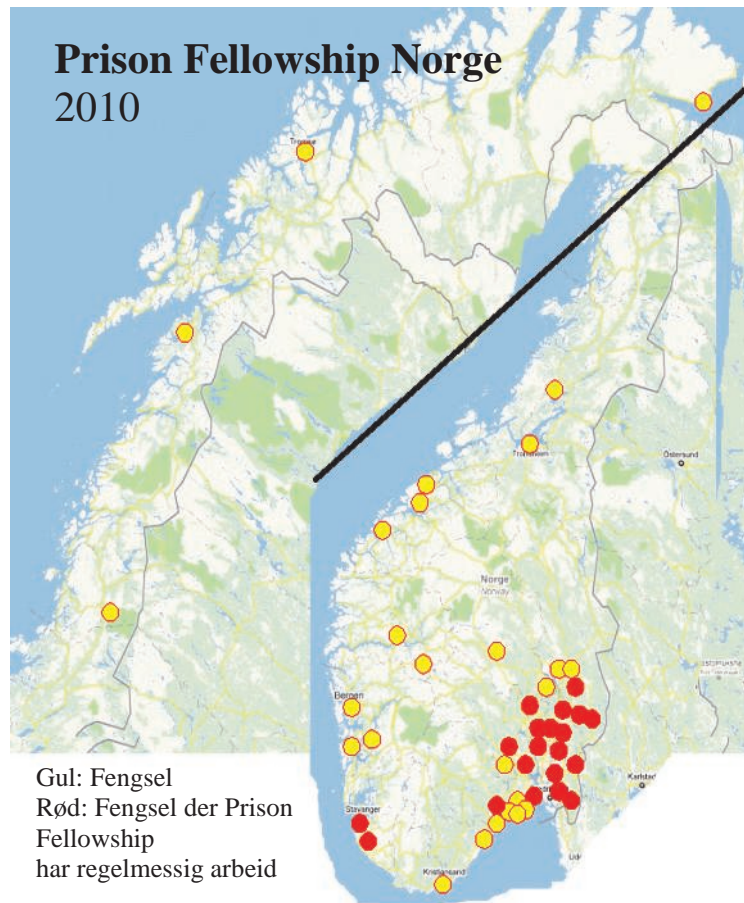 Prison Fellowship Norge
2010
Tromsø
Trondheim
Östersund
Norge
Norway
Bergen
Karlstad
Stavanger
Kristiansand
Gul: Fengsel
Rød: Fengsel der Prison
Fellowship
har regelmessig arbeid